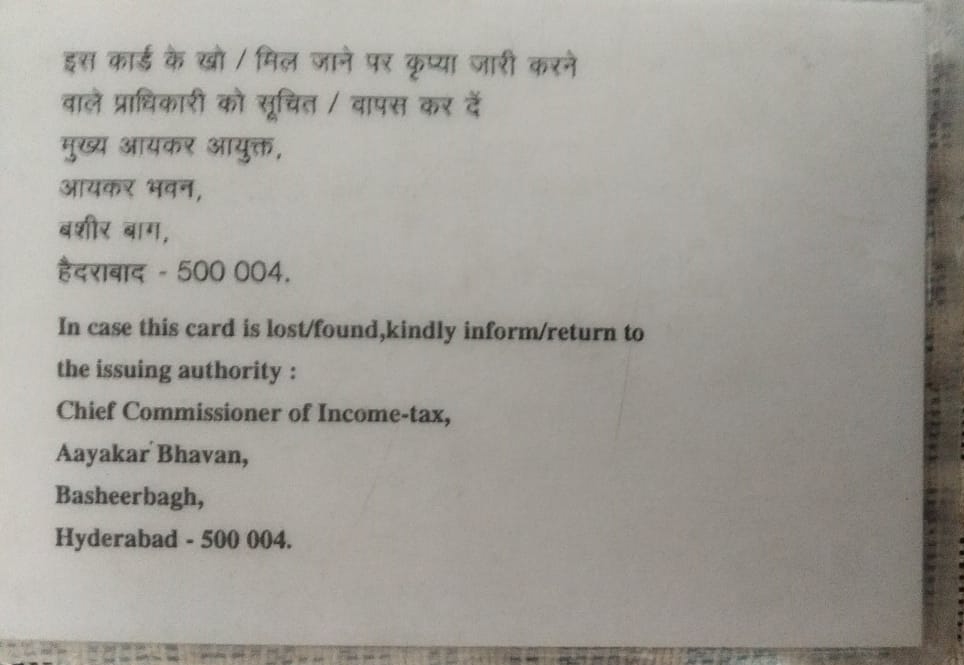 इस कार्ड के खो / मिल जाने पर कृप्या जारी करने
वाले प्राधिकारी को सूचित / वापस कर दें
मुख्य आयकर आयुक्त,
आयकर भवन,
बशीर बाग,
हैदराबाद - 500 004.
In case this card is lost/found,kindly inform/return to
the issuing authority :
Chief Commissioner of Income-tax,
Aayakar Bhavan,
Basheerbagh,
Hyderabad - 500 004.